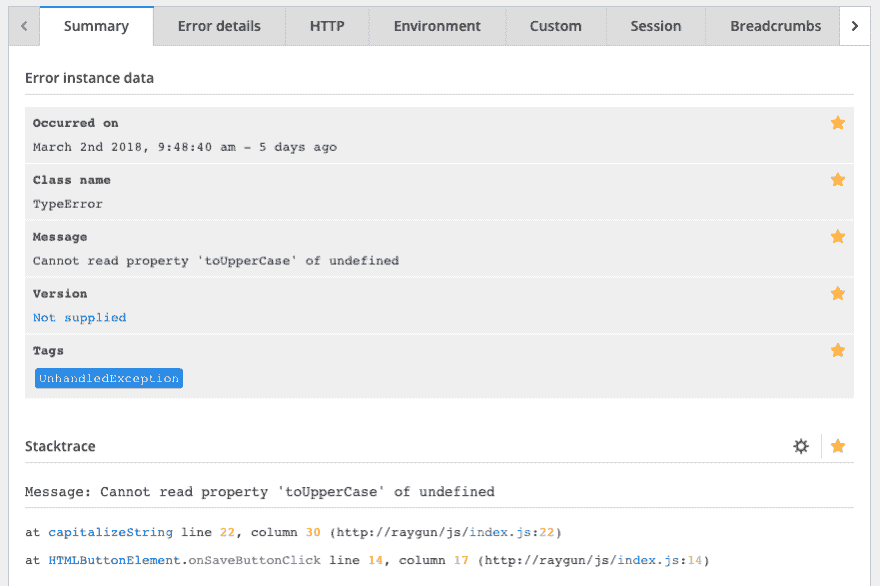 Summary Error details HTTP Environment Custom Session Breadcrumbs
Error instance data
Occurred on
March 2nd 2018, 9:48:40 am – 5 days ago
Class name
TypeError
Message
Cannot read property 'toUpperCase' of undefined
Version
Not supplied
Tags
UnhandledException
Stacktrace
Message: Cannot read property 'toUpperCase' of undefined
at capitalizeString line 22, column 30 (http://raygun/js/index.js:22)
at HTMLButtonElement.onSaveButtonClick line 14, column 17 (http://raygun/js/index.js:14)